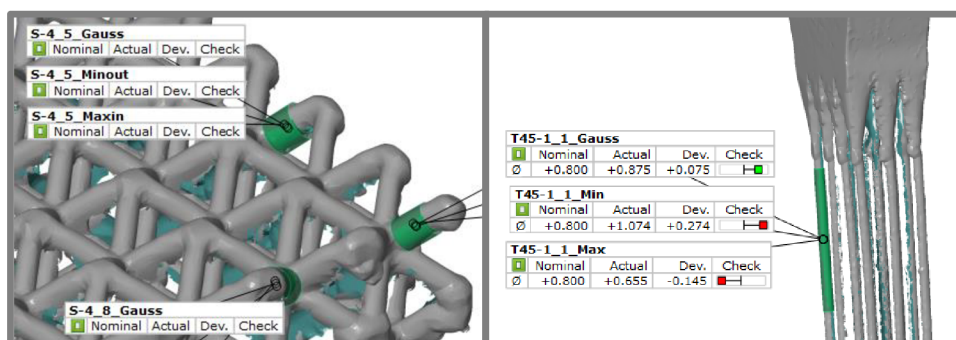 S-4_5_Gauss
Nominal Actual Dev. Check
S-4_5_Minout
Nominal Actual Dev. Check
S-4_5_Maxin
Nominal Actual Dev. Check
S-4_8_Gauss
Nominal Actual Dev. Check
T45-1_1_Gauss
Nominal Actual Dev. Check
Ø +0.800 +0.875 +0.075
T45-1_1_Min
Nominal Actual Dev. Check
Ø +0.800 +1.074 +0.274
T45-1_1_Max
Nominal Actual Dev. Check
Ø +0.800 +0.655 -0.145